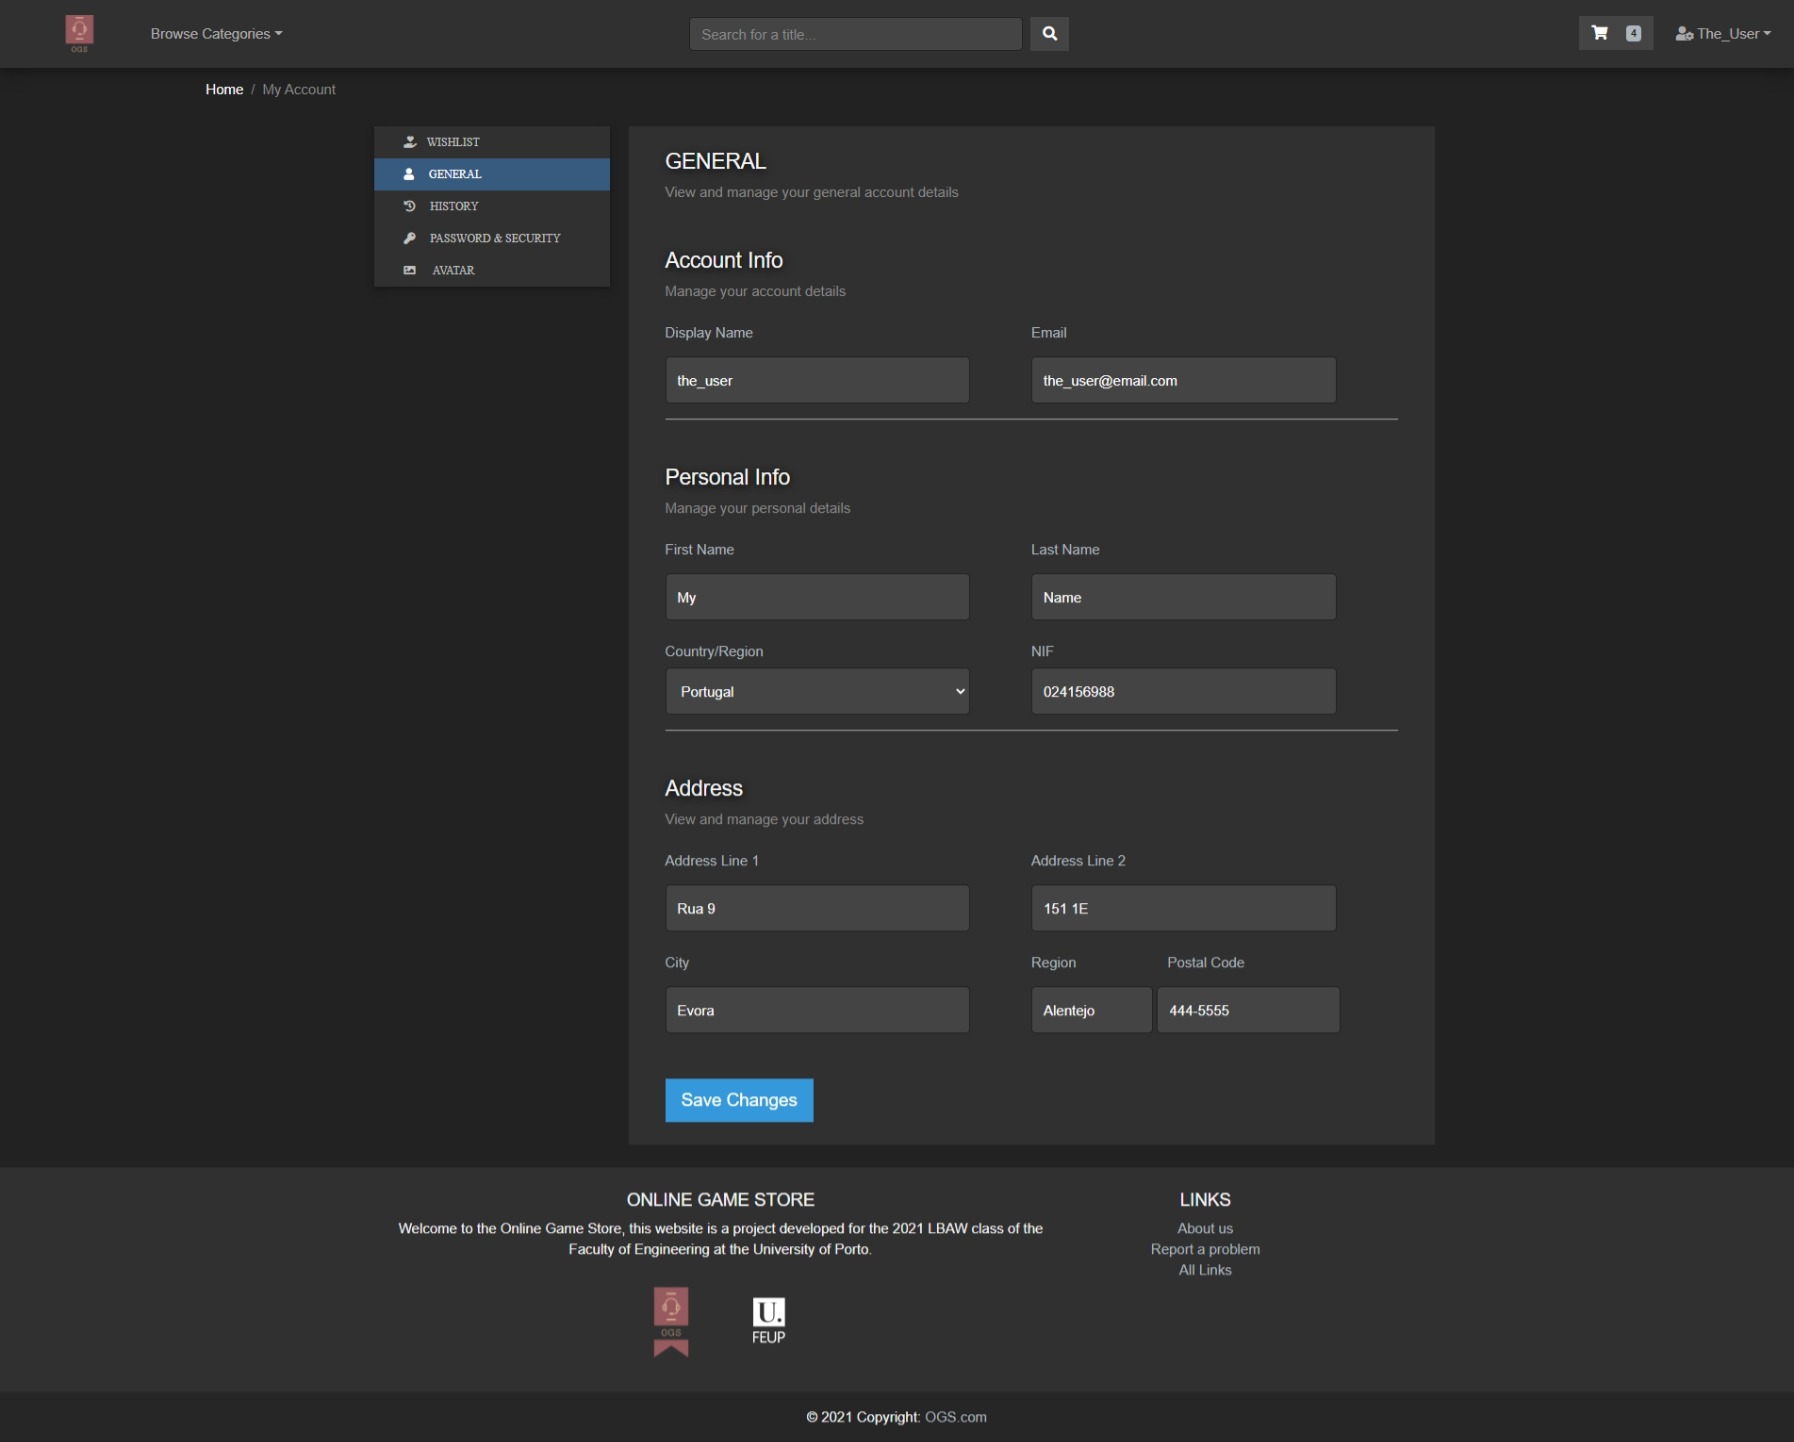 OGS
Browse Categories
Search for a title...
4
The_User
Home / My Account
WISHLIST
GENERAL
HISTORY
PASSWORD & SECURITY
AVATAR
GENERAL
View and manage your general account details
Account Info
Manage your account details
Display Name Email
the_user the_user@email.com
Personal Info
Manage your personal details
First Name Last Name
My Name
Country/Region NIF
Portugal 024156988
Address
View and manage your address
Address Line 1 Address Line 2
Rua 9 151 1E
City Region Postal Code
Evora Alentejo 444-5555
Save Changes
ONLINE GAME STORE
Welcome to the Online Game Store, this website is a project developed for the 2021 LBAW class of the
Faculty of Engineering at the University of Porto.
OGS
U.
FEUP
LINKS
About us
Report a problem
All Links
© 2021 Copyright: OGS.com